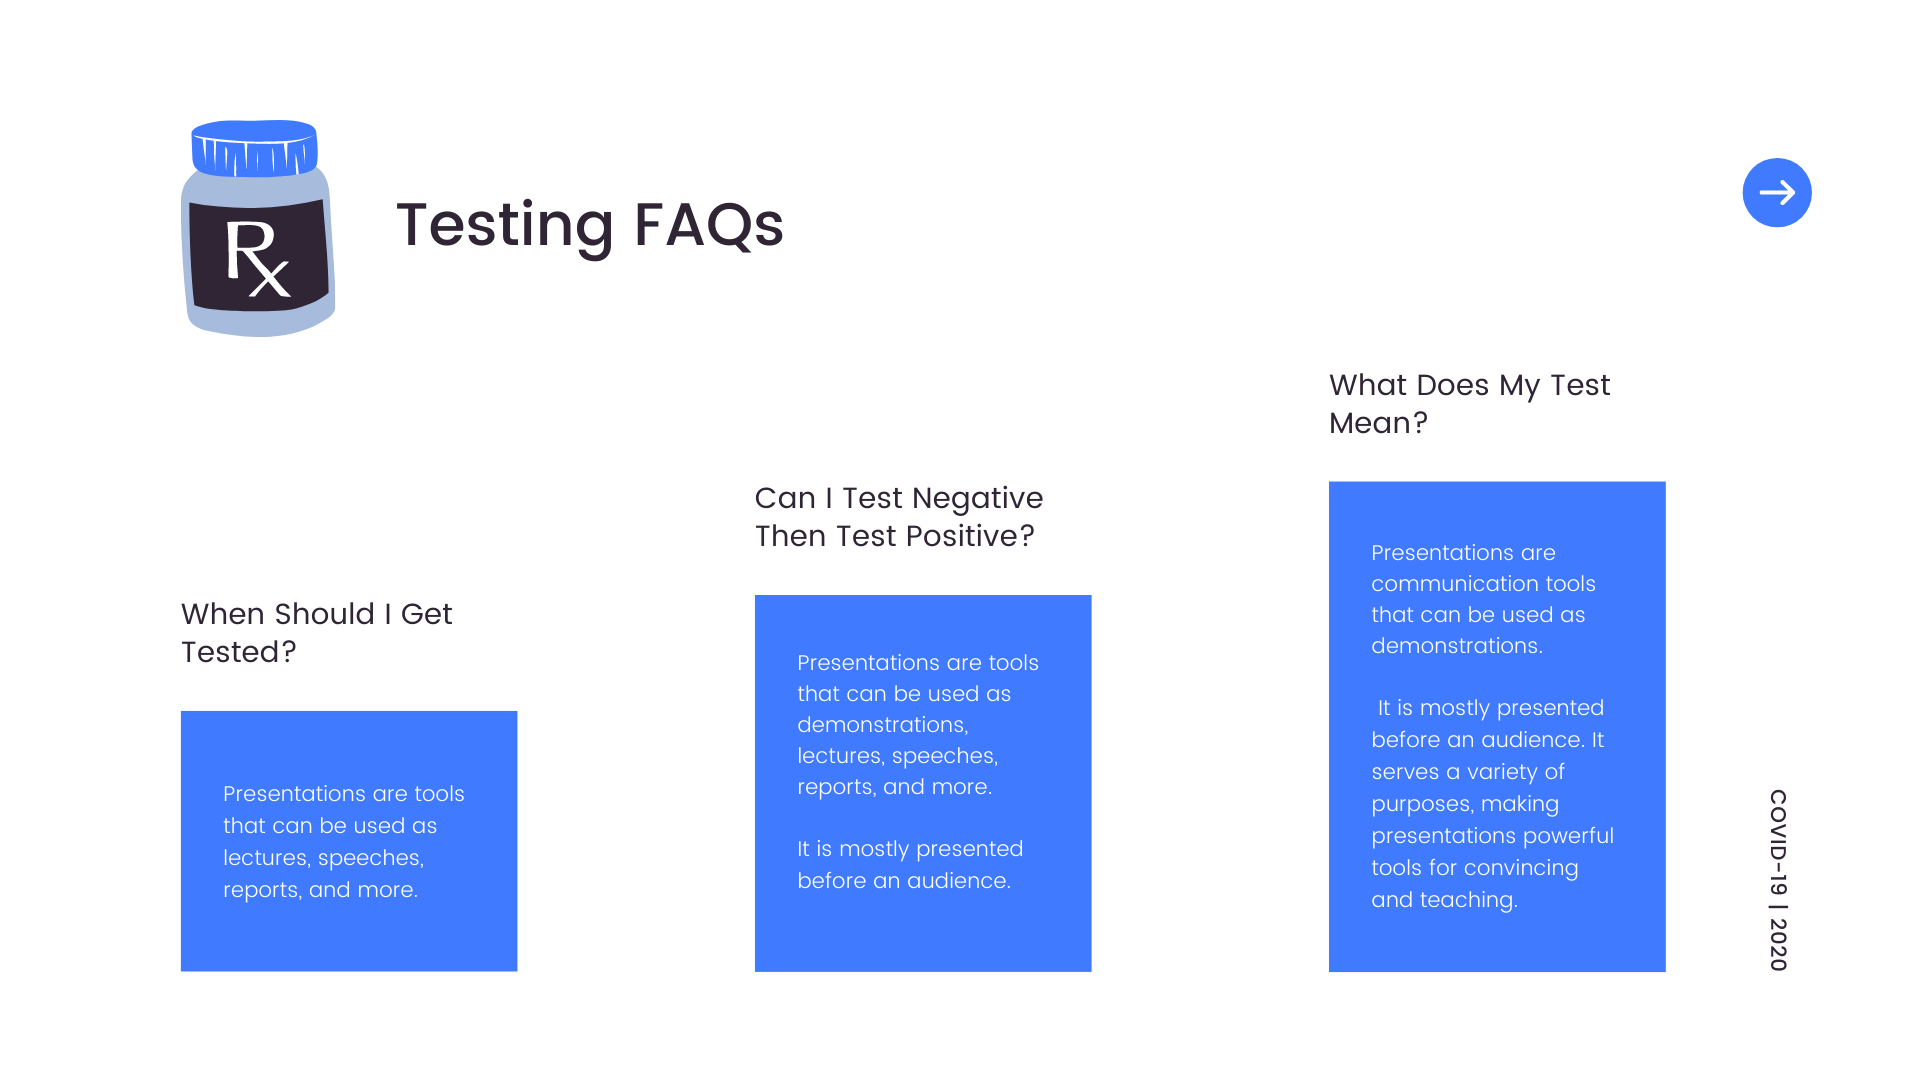 Rx
Testing FAQs
When Should I Get
Tested?
Presentations are tools
that can be used as
lectures, speeches,
reports, and more.
Can I Test Negative
Then Test Positive?
Presentations are tools
that can be used as
demonstrations,
lectures, speeches,
reports, and more.
It is mostly presented
before an audience.
What Does My Test
Mean?
Presentations are
communication tools
that can be used as
demonstrations.
It is mostly presented
before an audience. It
serves a variety of
purposes, making
presentations powerful
tools for convincing
and teaching.
COVID-19 | 2020